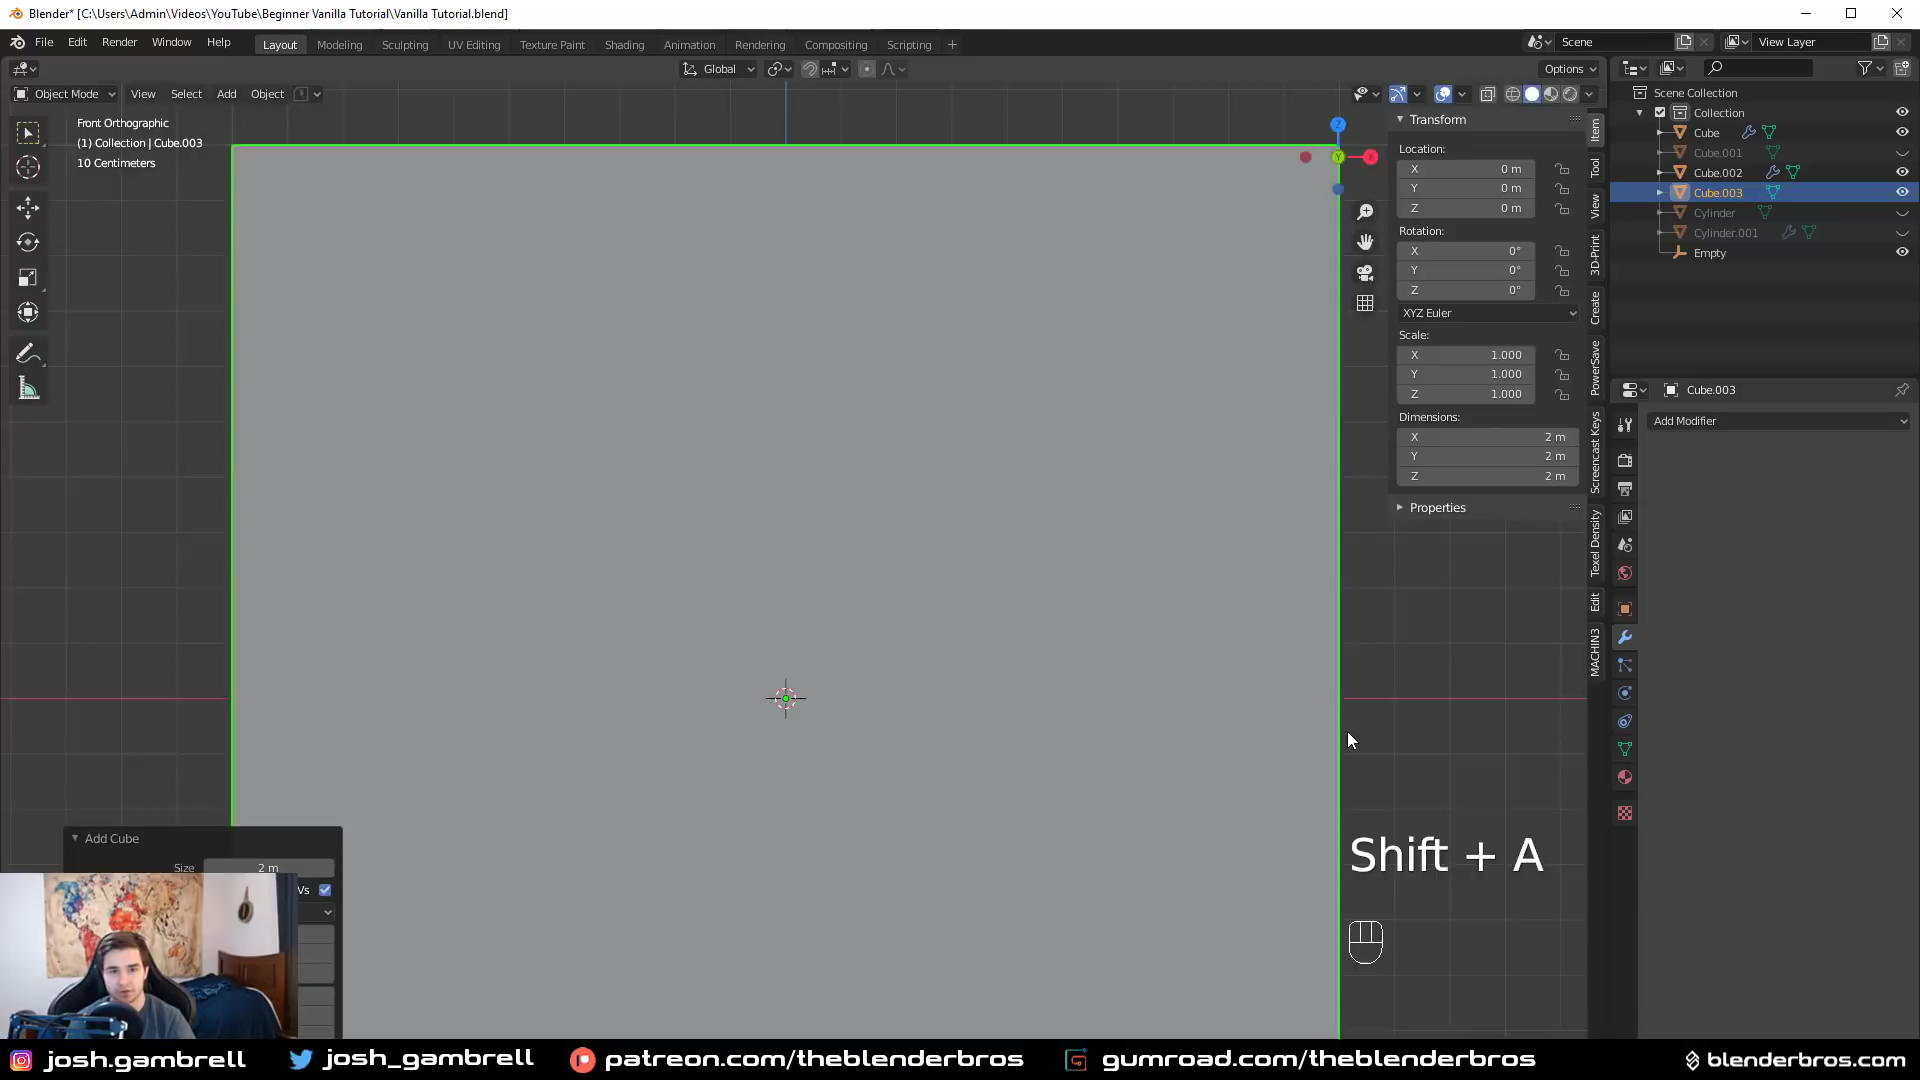 Blender* [C:\Users\Admin\Videos\YouTube\Beginner Vanilla Tutorial\Vanilla Tutorial.blend]
File Edit Render Window Help
Layout Modeling Sculpting UV Editing Texture Paint Shading Animation Rendering Compositing Scripting +
Scene
View Layer
Global
Options
Object Mode View Select Add Object
Front Orthographic
(1) Collection | Cube.003
10 Centimeters
Z
Y
X
Transform
Location:
X 0 m
Y 0 m
Z 0 m
Rotation:
X 0°
Y 0°
Z 0°
XYZ Euler
Scale:
X 1.000
Y 1.000
Z 1.000
Dimensions:
X 2 m
Y 2 m
Z 2 m
Properties
Item
Tool
View
3D-Print
Create
PowerSave
Screencast Keys
Texel Density
Edit
MACHIN3
Scene Collection
Collection
Cube
Cube.001
Cube.002
Cube.003
Cylinder
Cylinder.001
Empty
Cube.003
Add Modifier
Add Cube
Size 2 m
Vs
Shift + A
josh.gambrell
josh_gambrell
patreon.com/theblenderbros
gumroad.com/theblenderbros
blenderbros.com